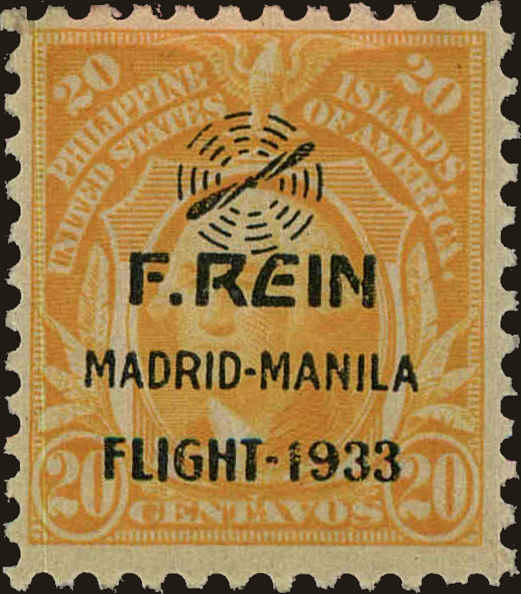 20 20
PHILIPPINE ISLANDS
UNITED STATES OF AMERICA
F.REIN
MADRID-MANILA
FLIGHT-1933
20 CENTAVOS 20